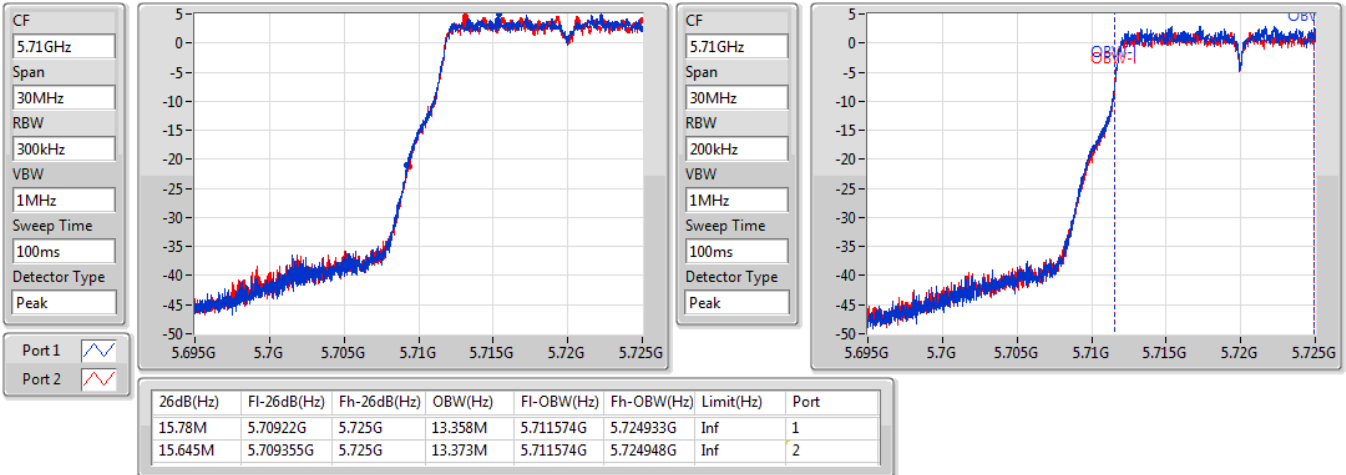 CF
5.71GHz
Span
30MHz
RBW
300kHz
VBW
1MHz
Sweep Time
100ms
Detector Type
Peak
5
0
-5
-10
-15
-20
-25
-30
-35
-40
-45
-50
5.695G 5.7G 5.705G 5.71G 5.715G 5.72G 5.725G
CF
5.71GHz
Span
30MHz
RBW
200kHz
VBW
1MHz
Sweep Time
100ms
Detector Type
Peak
5
0
-5
-10
-15
-20
-25
-30
-35
-40
-45
-50
OBW-l
5.695G 5.7G 5.705G 5.71G 5.715G 5.72G 5.725G
Port 1
Port 2
26dB(Hz) Fl-26dB(Hz) Fh-26dB(Hz) OBW(Hz) Fl-OBW(Hz) Fh-OBW(Hz) Limit(Hz) Port
15.78M 5.70922G 5.725G 13.358M 5.711574G 5.724933G Inf 1
15.645M 5.709355G 5.725G 13.373M 5.711574G 5.724948G Inf 2